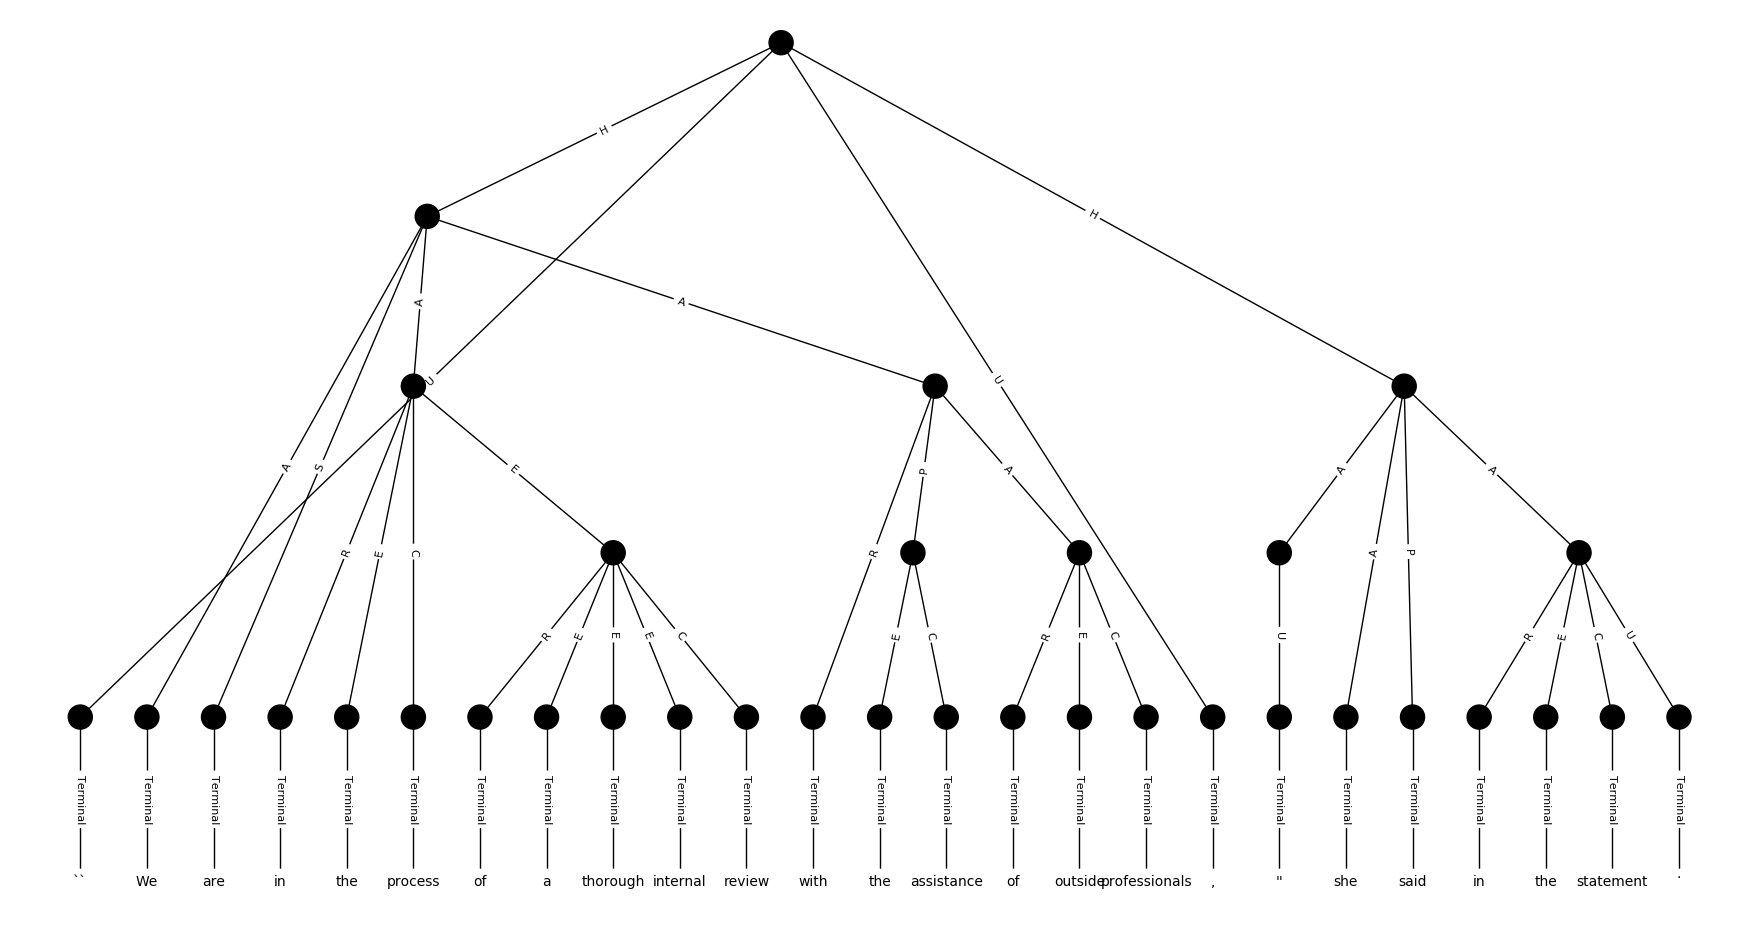 H
H
A
A
U
U
A
S
E
P
A
A
A
R
E
C
R
A
P
R
E
E
E
C
E
C
R
E
C
U
R
E
C
U
Terminal Terminal Terminal Terminal Terminal Terminal Terminal Terminal Terminal Terminal Terminal Terminal Terminal Terminal Terminal Terminal Terminal Terminal Terminal Terminal Terminal Terminal Terminal Terminal Terminal
`` We are in the process of a thorough internal review with the assistance of outside professionals , " she said in the statement .